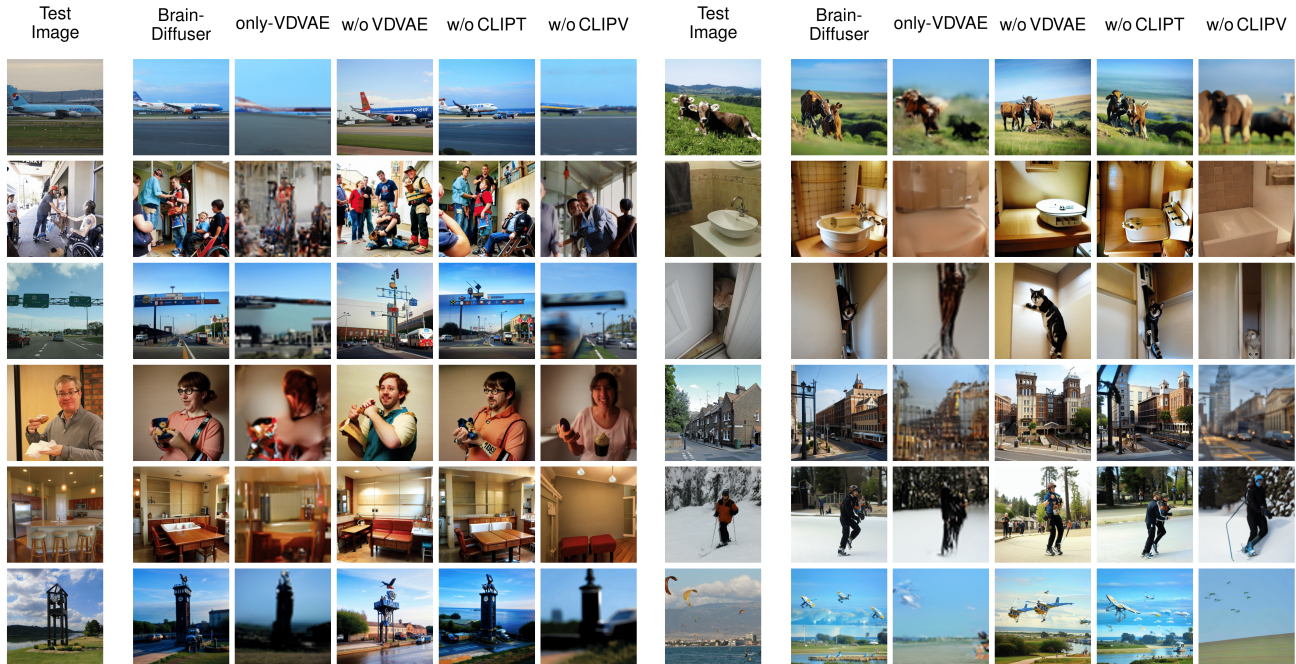 Test
Image
Brain-
Diffuser
only-VDVAE
w/o VDVAE
w/o CLIPT
w/o CLIPV
Test
Image
Brain-
Diffuser
only-VDVAE
w/o VDVAE
w/o CLIPT
w/o CLIPV